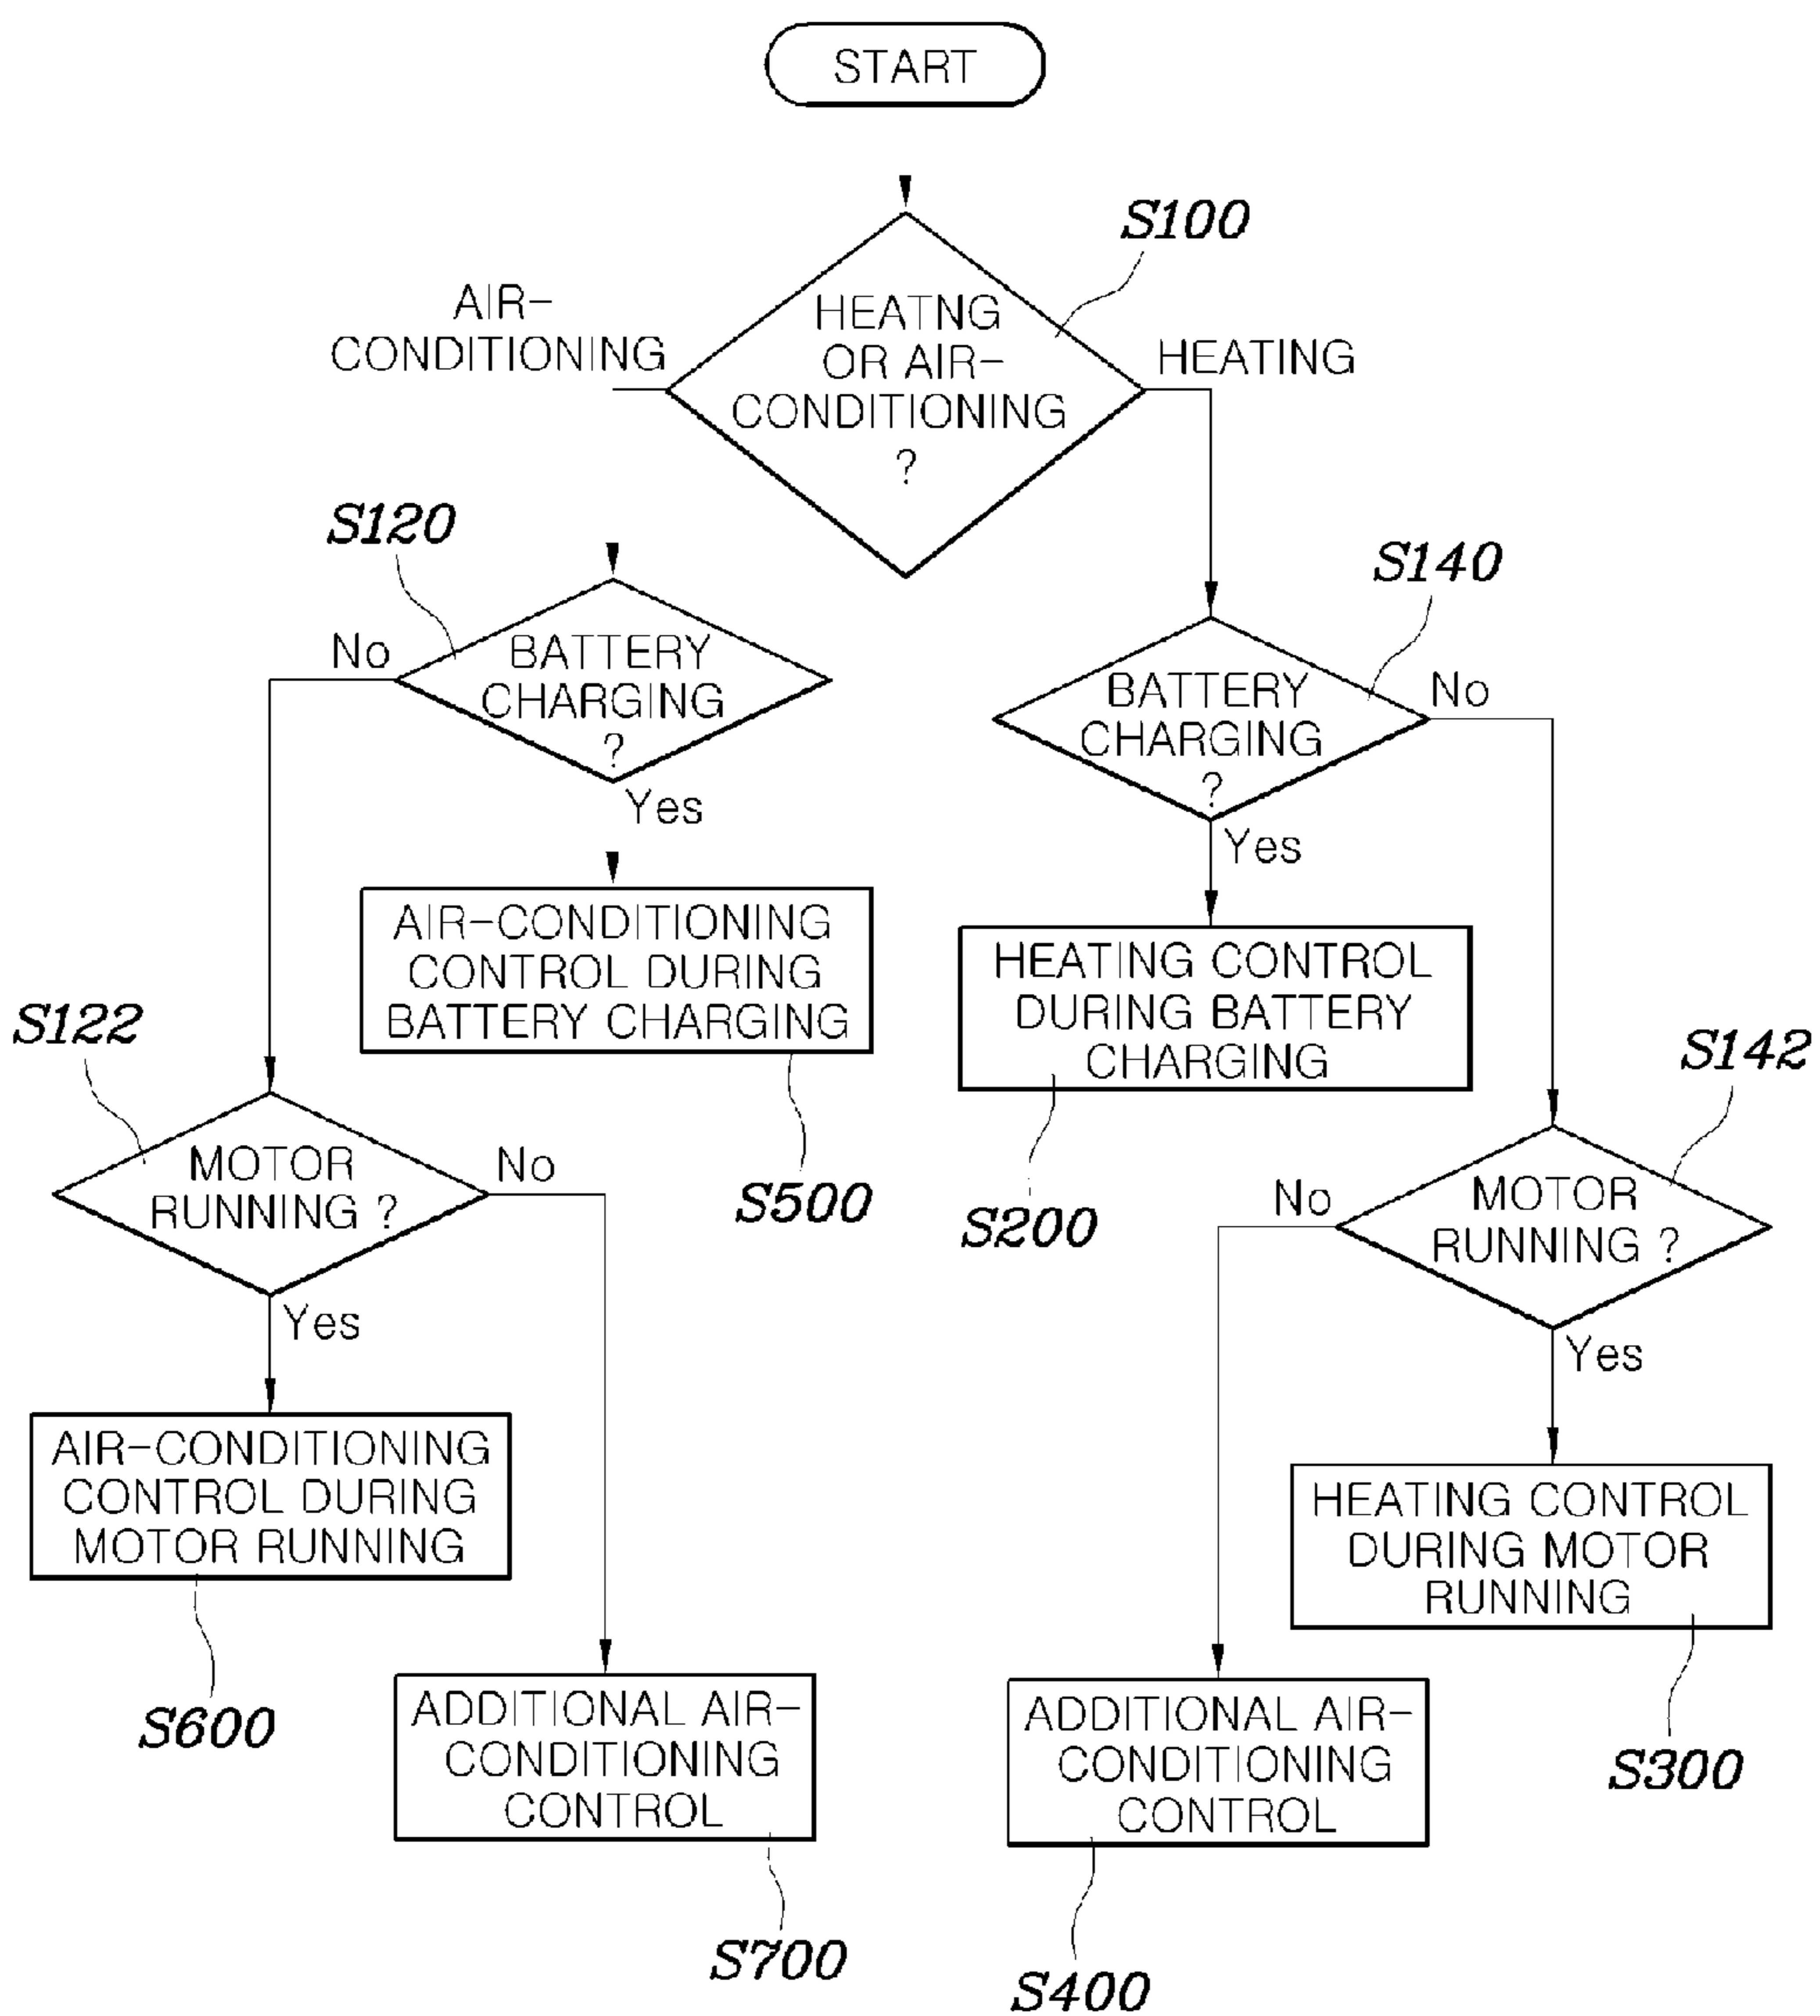 START
S100
AIR-
CONDITIONING
HEATNG
OR AIR-
CONDITIONING
?
HEATING
S120
S140
No
BATTERY
CHARGING
?
Yes
BATTERY
CHARGING
?
No
Yes
AIR-CONDITIONING
CONTROL DURING
BATTERY CHARGING
HEATING CONTROL
DURING BATTERY
CHARGING
S122
S142
MOTOR
RUNNING ?
No
Yes
S500
S200
No
MOTOR
RUNNING ?
Yes
AIR-CONDITIONING
CONTROL DURING
MOTOR RUNNING
HEATING CONTROL
DURING MOTOR
RUNNING
S600
ADDITIONAL AIR-
CONDITIONING
CONTROL
ADDITIONAL AIR-
CONDITIONING
CONTROL
S300
S700
S400